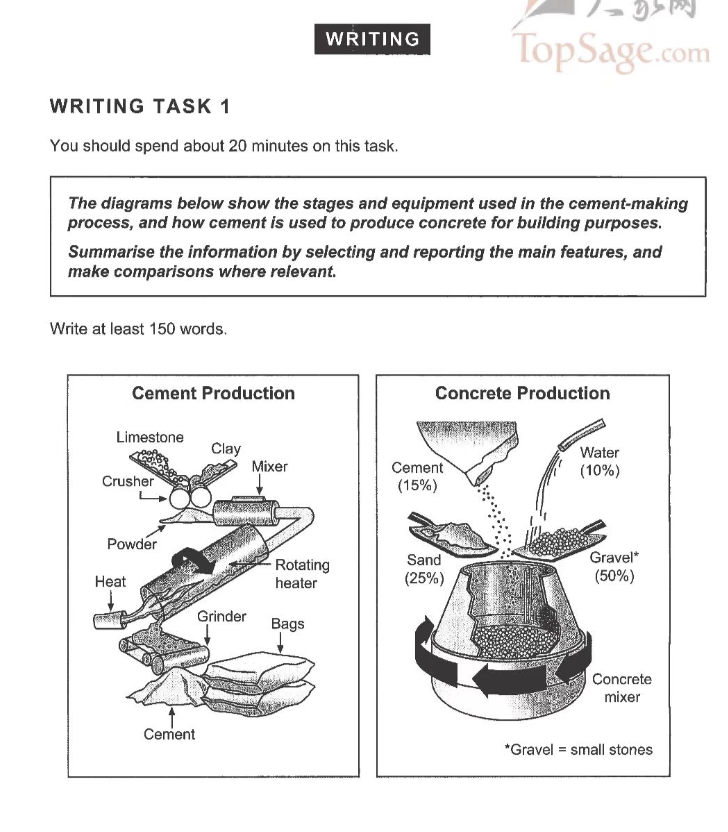 大家网
TopSage.com
WRITING
WRITING TASK 1
You should spend about 20 minutes on this task.
The diagrams below show the stages and equipment used in the cement-making
process, and how cement is used to produce concrete for building purposes.
Summarise the information by selecting and reporting the main features, and
make comparisons where relevant.
Write at least 150 words.
Cement Production
Limestone
Clay
Crusher
Mixer
Powder
Rotating
heater
Heat
Grinder
Bags
Cement
Concrete Production
Cement
(15%)
Water
(10%)
Sand
(25%)
Gravel*
(50%)
Concrete
mixer
*Gravel = small stones